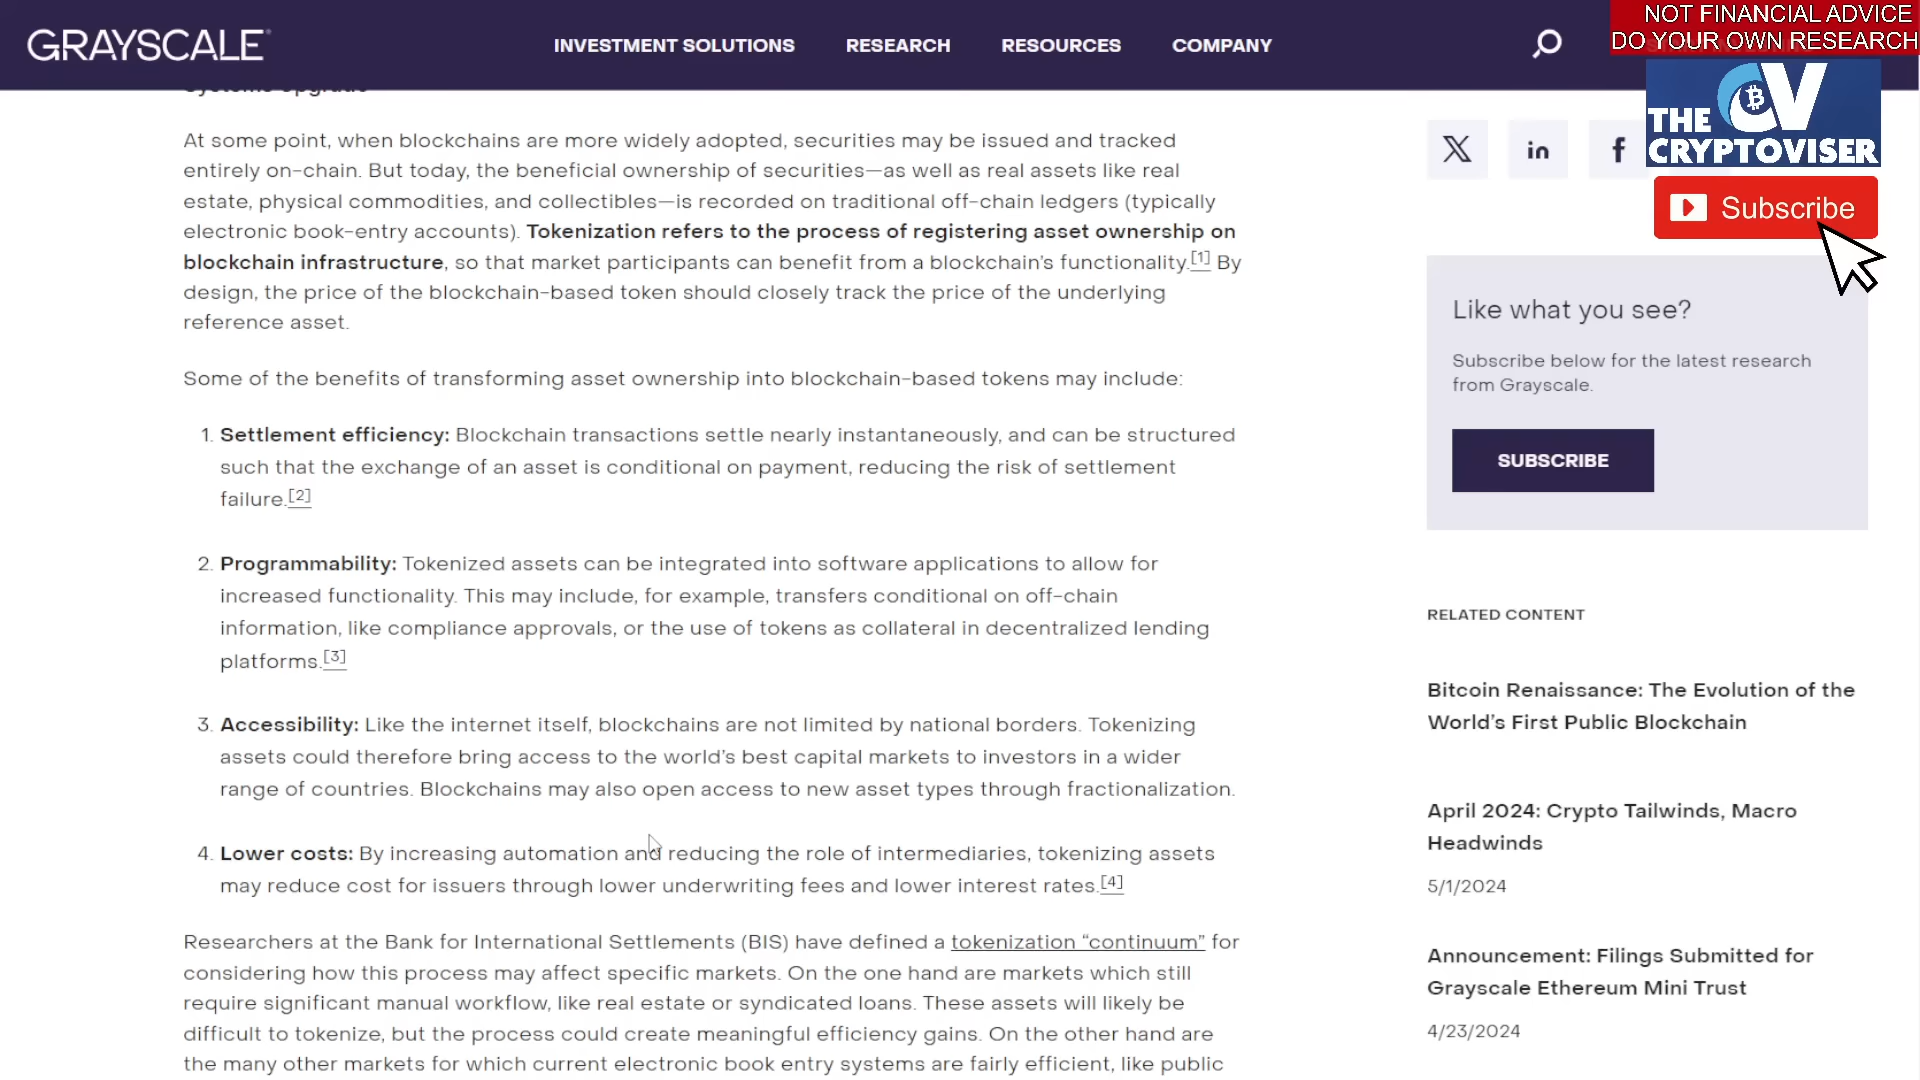 GRAYSCALE
INVESTMENT SOLUTIONS
RESEARCH
RESOURCES
COMPANY
NOT FINANCIAL ADVICE
DO YOUR OWN RESEARCH
THE CV
CRYPTOVISER
Subscribe
Systems Upgrade
At some point, when blockchains are more widely adopted, securities may be issued and tracked
entirely on-chain. But today, the beneficial ownership of securities—as well as real assets like real
estate, physical commodities, and collectibles—is recorded on traditional off-chain ledgers (typically
electronic book-entry accounts). Tokenization refers to the process of registering asset ownership on
blockchain infrastructure, so that market participants can benefit from a blockchain's functionality.[1] By
design, the price of the blockchain-based token should closely track the price of the underlying
reference asset.
Some of the benefits of transforming asset ownership into blockchain-based tokens may include:
1. Settlement efficiency: Blockchain transactions settle nearly instantaneously, and can be structured
such that the exchange of an asset is conditional on payment, reducing the risk of settlement
failure.[2]
2. Programmability: Tokenized assets can be integrated into software applications to allow for
increased functionality. This may include, for example, transfers conditional on off-chain
information, like compliance approvals, or the use of tokens as collateral in decentralized lending
platforms.[3]
3. Accessibility: Like the internet itself, blockchains are not limited by national borders. Tokenizing
assets could therefore bring access to the world's best capital markets to investors in a wider
range of countries. Blockchains may also open access to new asset types through fractionalization.
4. Lower costs: By increasing automation and reducing the role of intermediaries, tokenizing assets
may reduce cost for issuers through lower underwriting fees and lower interest rates.[4]
Researchers at the Bank for International Settlements (BIS) have defined a tokenization “continuum” for
considering how this process may affect specific markets. On the one hand are markets which still
require significant manual workflow, like real estate or syndicated loans. These assets will likely be
difficult to tokenize, but the process could create meaningful efficiency gains. On the other hand are
the many other markets for which current electronic book entry systems are fairly efficient, like public
Like what you see?
Subscribe below for the latest research
from Grayscale.
SUBSCRIBE
RELATED CONTENT
Bitcoin Renaissance: The Evolution of the
World's First Public Blockchain
April 2024: Crypto Tailwinds, Macro
Headwinds
5/1/2024
Announcement: Filings Submitted for
Grayscale Ethereum Mini Trust
4/23/2024